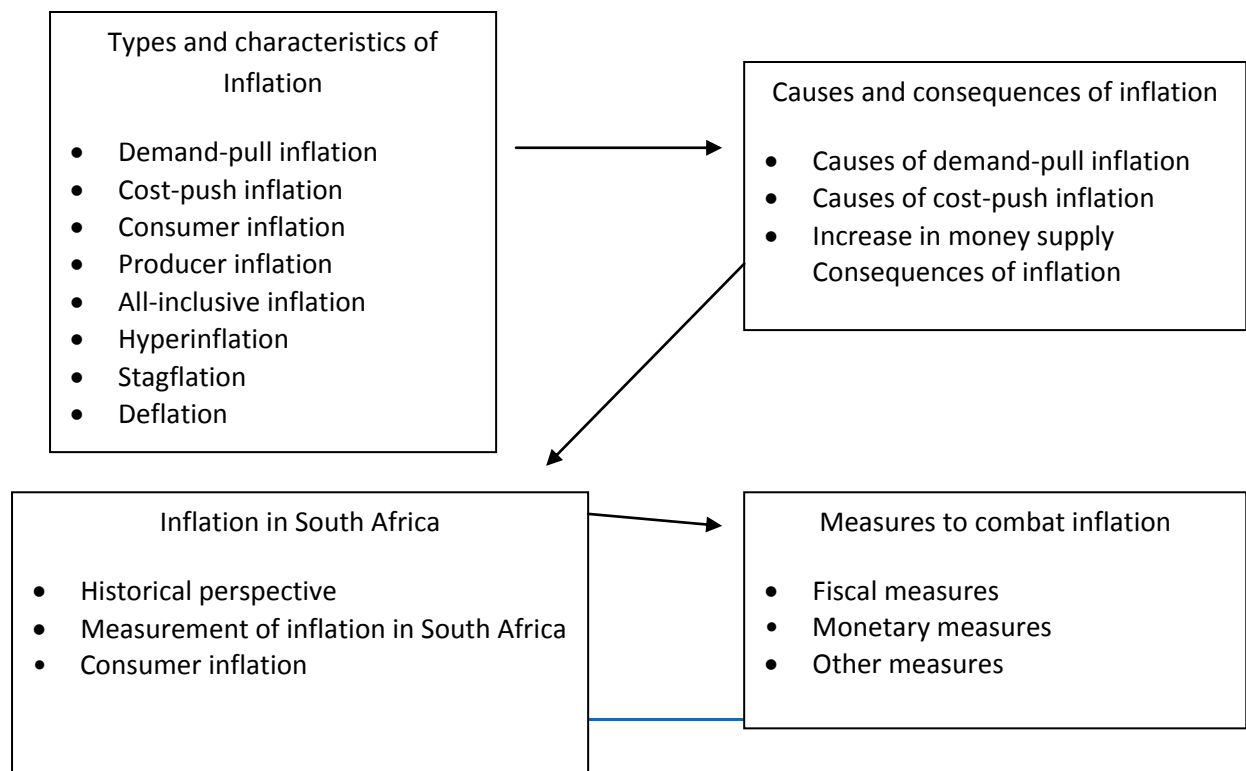 Types and characteristics of
Inflation
• Demand-pull inflation
• Cost-push inflation
• Consumer inflation
• Producer inflation
• All-inclusive inflation
• Hyperinflation
• Stagflation
• Deflation
Causes and consequences of inflation
• Causes of demand-pull inflation
• Causes of cost-push inflation
• Increase in money supply
Consequences of inflation
Inflation in South Africa
• Historical perspective
• Measurement of inflation in South Africa
• Consumer inflation
Measures to combat inflation
• Fiscal measures
• Monetary measures
• Other measures